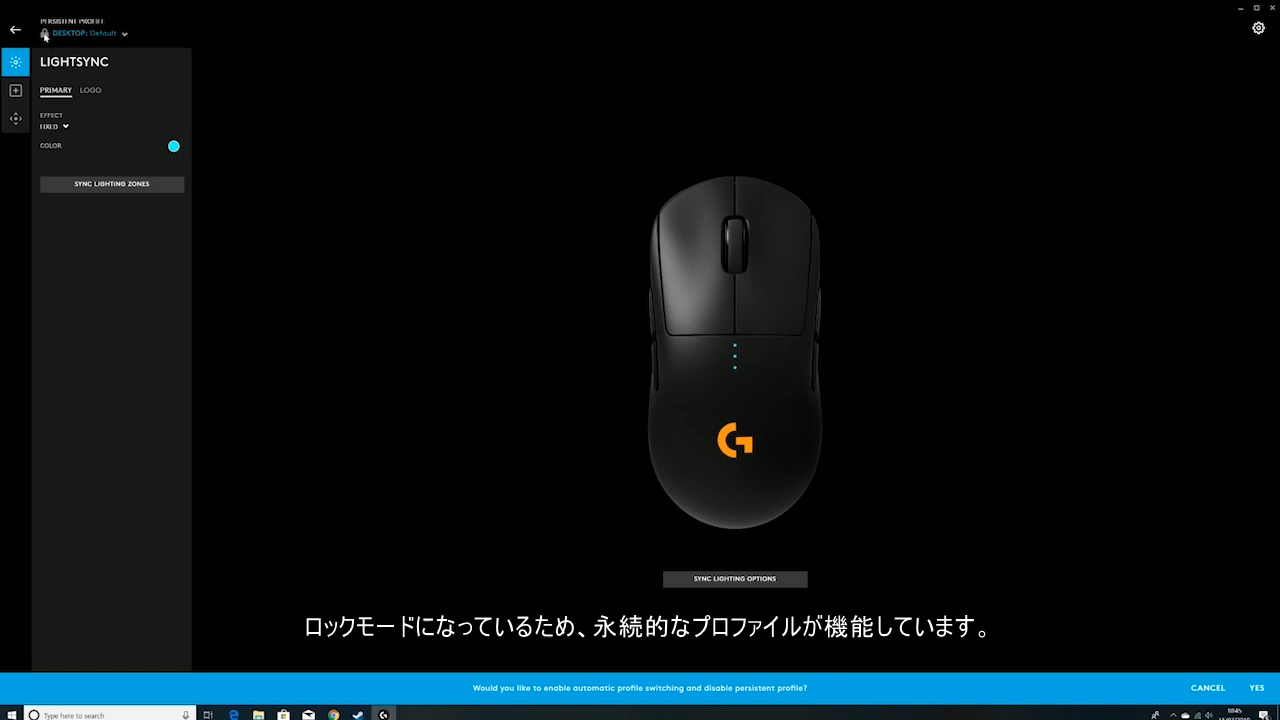 PERSISTENT PROFILE
DESKTOP: Default
LIGHTSYNC
PRIMARY LOGO
EFFECT
FIXED
COLOR
SYNC LIGHTING ZONES
SYNC LIGHTING OPTIONS
ロックモードになっているため、永続的なプロファイルが機能しています。
Would you like to enable automatic profile switching and disable persistent profile? CANCEL YES
Type here to search
18:45